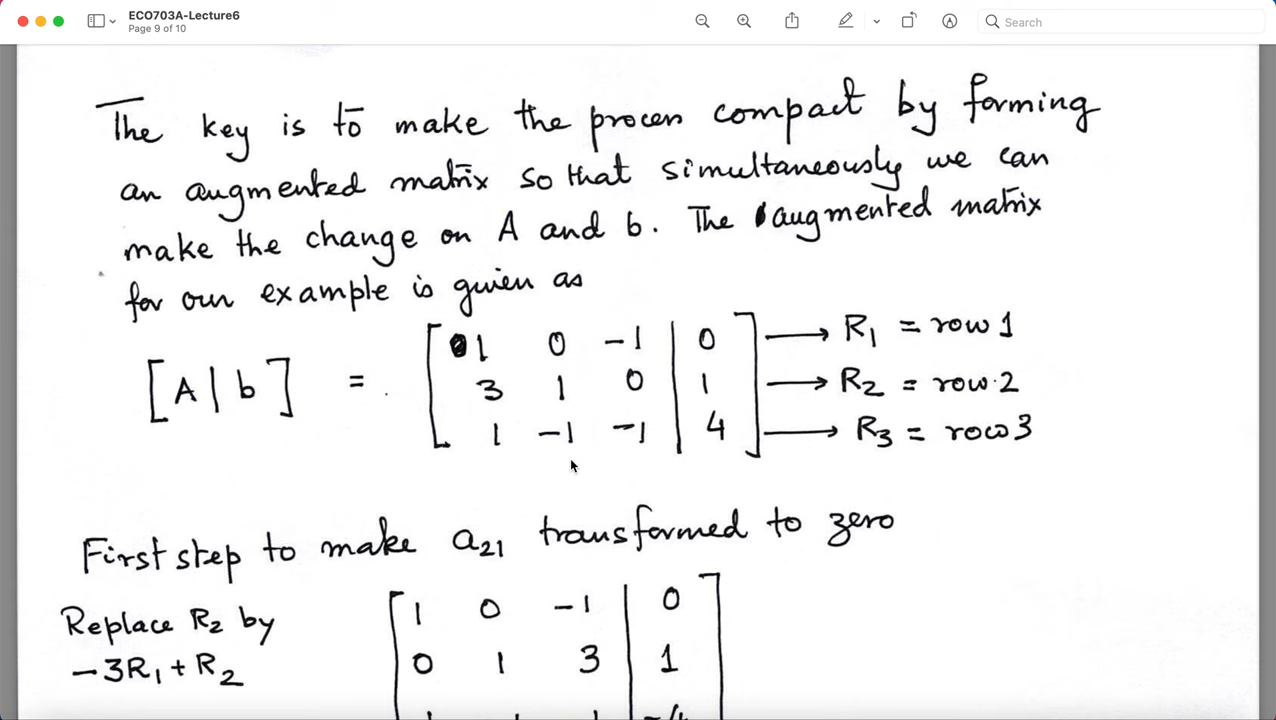 ECO703A-Lecture6
Page 9 of 10
Search
The key is to make the process compact by forming
an augmented matrix so that simultaneously we can
make the change on A and b. The augmented matrix
for our example is given as
[A|b] = [ 1 0 -1 | 0 ] → R1 = row 1
3 1 0 | 1 → R2 = row 2
1 -1 -1 | 4 → R3 = row 3
First step to make a21 transformed to zero
Replace R2 by
-3R1 + R2
1 0 -1 | 0
0 1 3 | 1